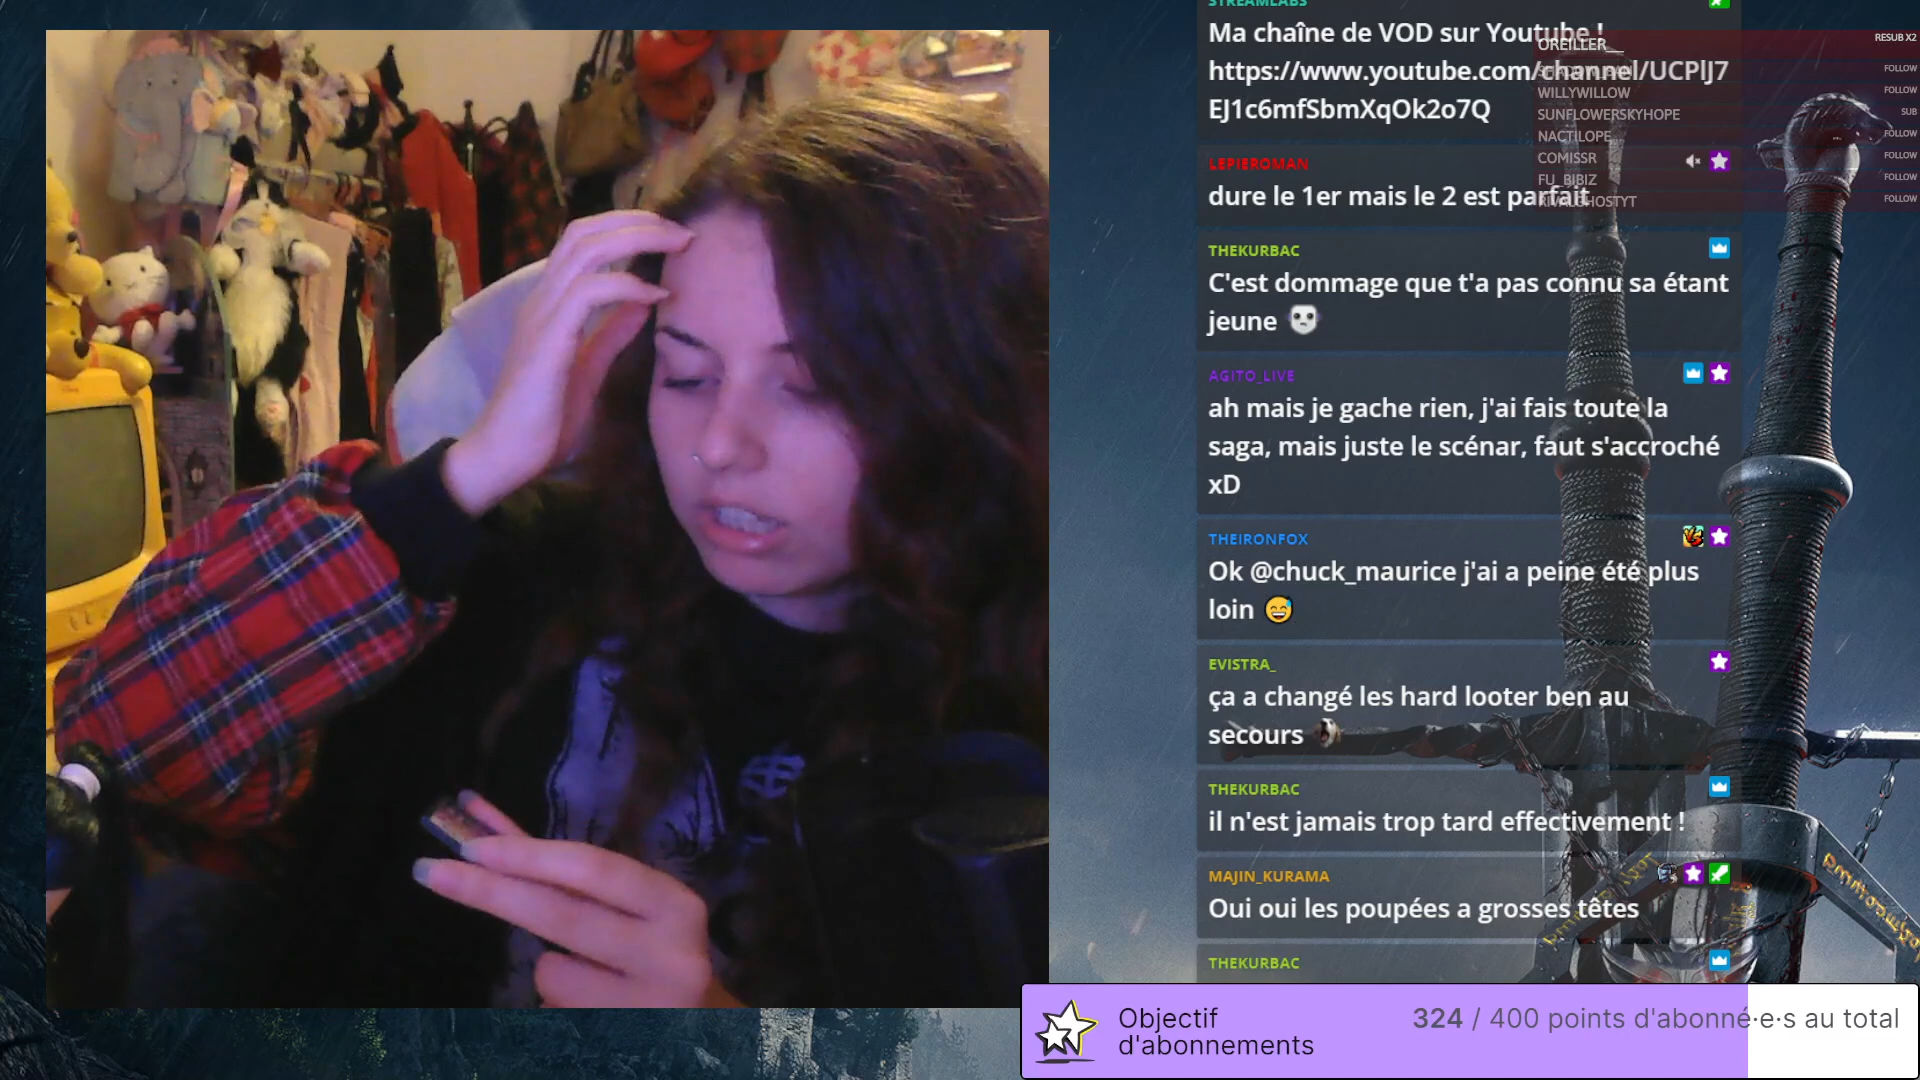 STREAMLABS
Ma chaîne de VOD sur Youtube !
https://www.youtube.com/channel/UCPlJ7
EJ1c6mfSbmXqOk2o7Q
LEPIEROMAN
dure le 1er mais le 2 est parfait
THEKURBAC
C'est dommage que t'a pas connu sa étant
jeune
AGITO_LIVE
ah mais je gache rien, j'ai fais toute la
saga, mais juste le scénar, faut s'accroché
xD
THEIRONFOX
Ok @chuck_maurice j'ai a peine été plus
loin
EVISTRA_
ça a changé les hard looter ben au
secours
THEKURBAC
il n'est jamais trop tard effectivement !
MAJIN_KURAMA
Oui oui les poupées a grosses têtes
THEKURBAC
OREILLER__ RESUB X2
FOLLOW
WILLYWILLOW FOLLOW
SUNFLOWERSKYHOPE SUB
NACTILOPE_ FOLLOW
COMISSR FOLLOW
FU_BIBIZ FOLLOW
RIVALGHOSTYT FOLLOW
Objectif
d'abonnements
324 / 400 points d'abonné·e·s au total